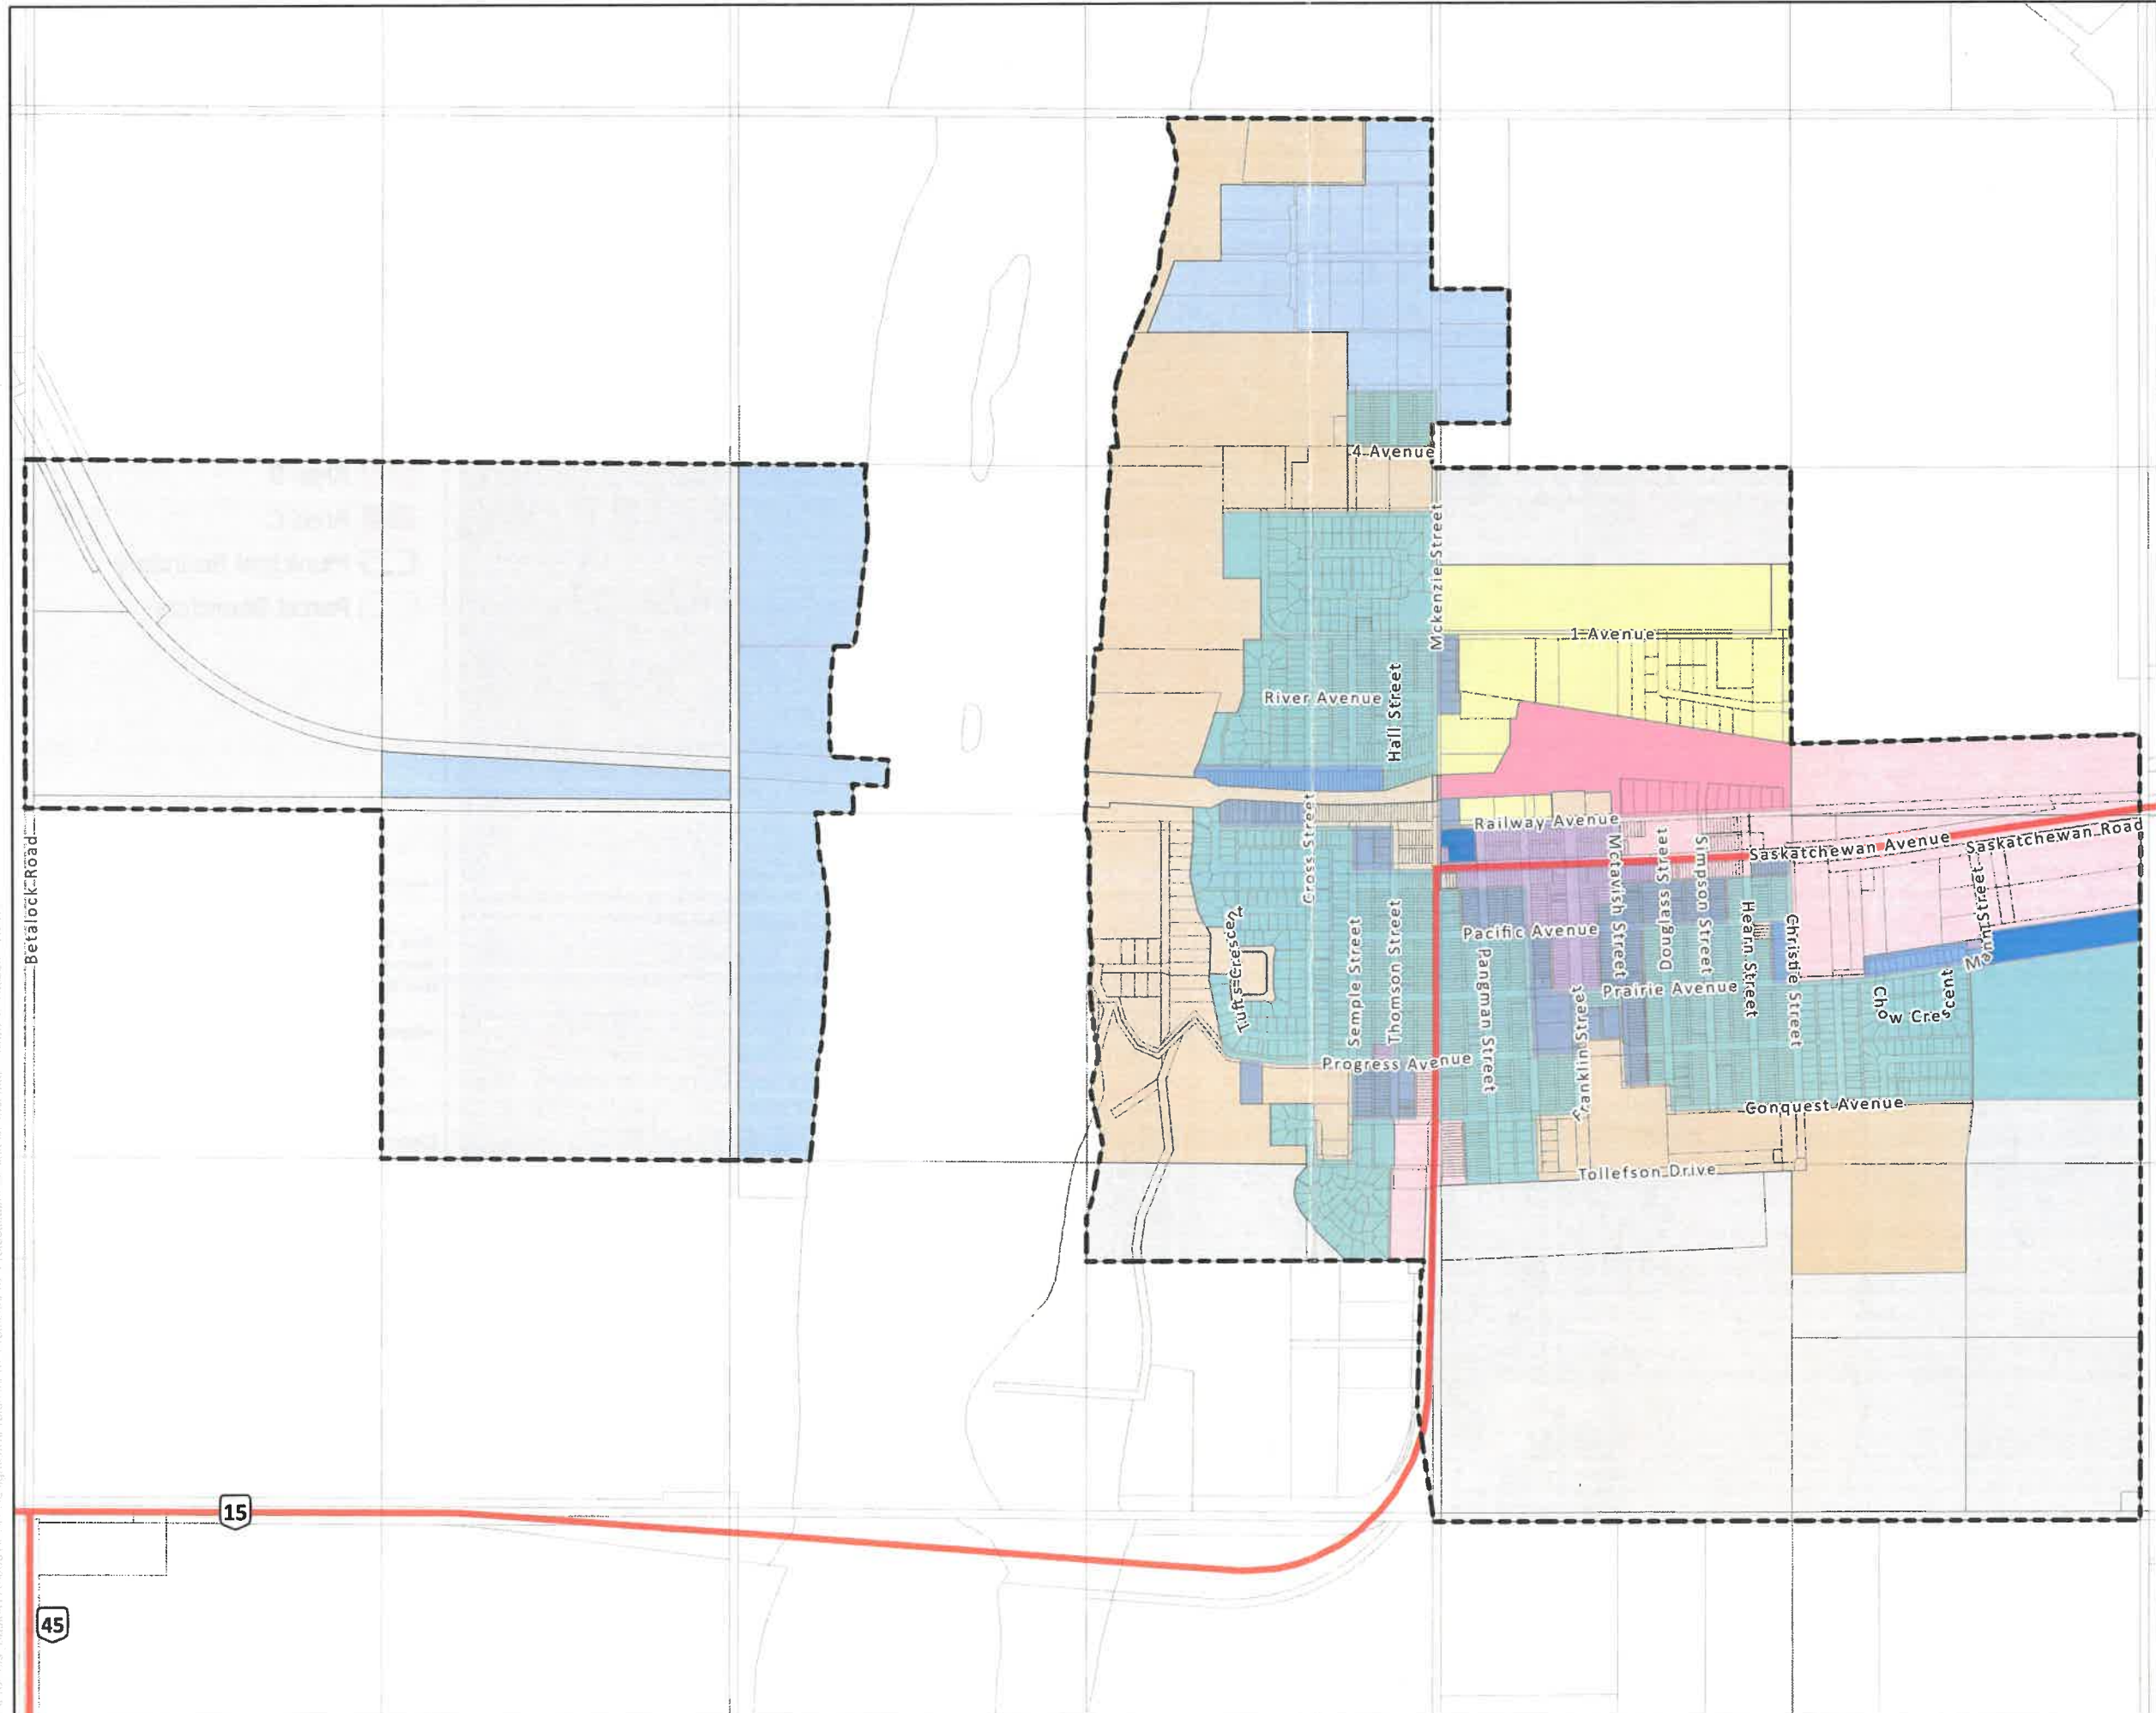 4 Avenue
Mckenzie Street
1 Avenue
River Avenue
Hall Street
Railway Avenue
Cross Street
Mctavish Street
Douglass Street
Simpson Street
Saskatchewan Avenue
Saskatchewan Road
Betalock Road
Tufts Crescent
Semple Street
Thomson Street
Pacific Avenue
Pangman Street
Franklin Street
Prairie Avenue
Hearn Street
Christie Street
Mann Street
Chow Crescent
Progress Avenue
Conquest Avenue
Tollefson Drive
15
45